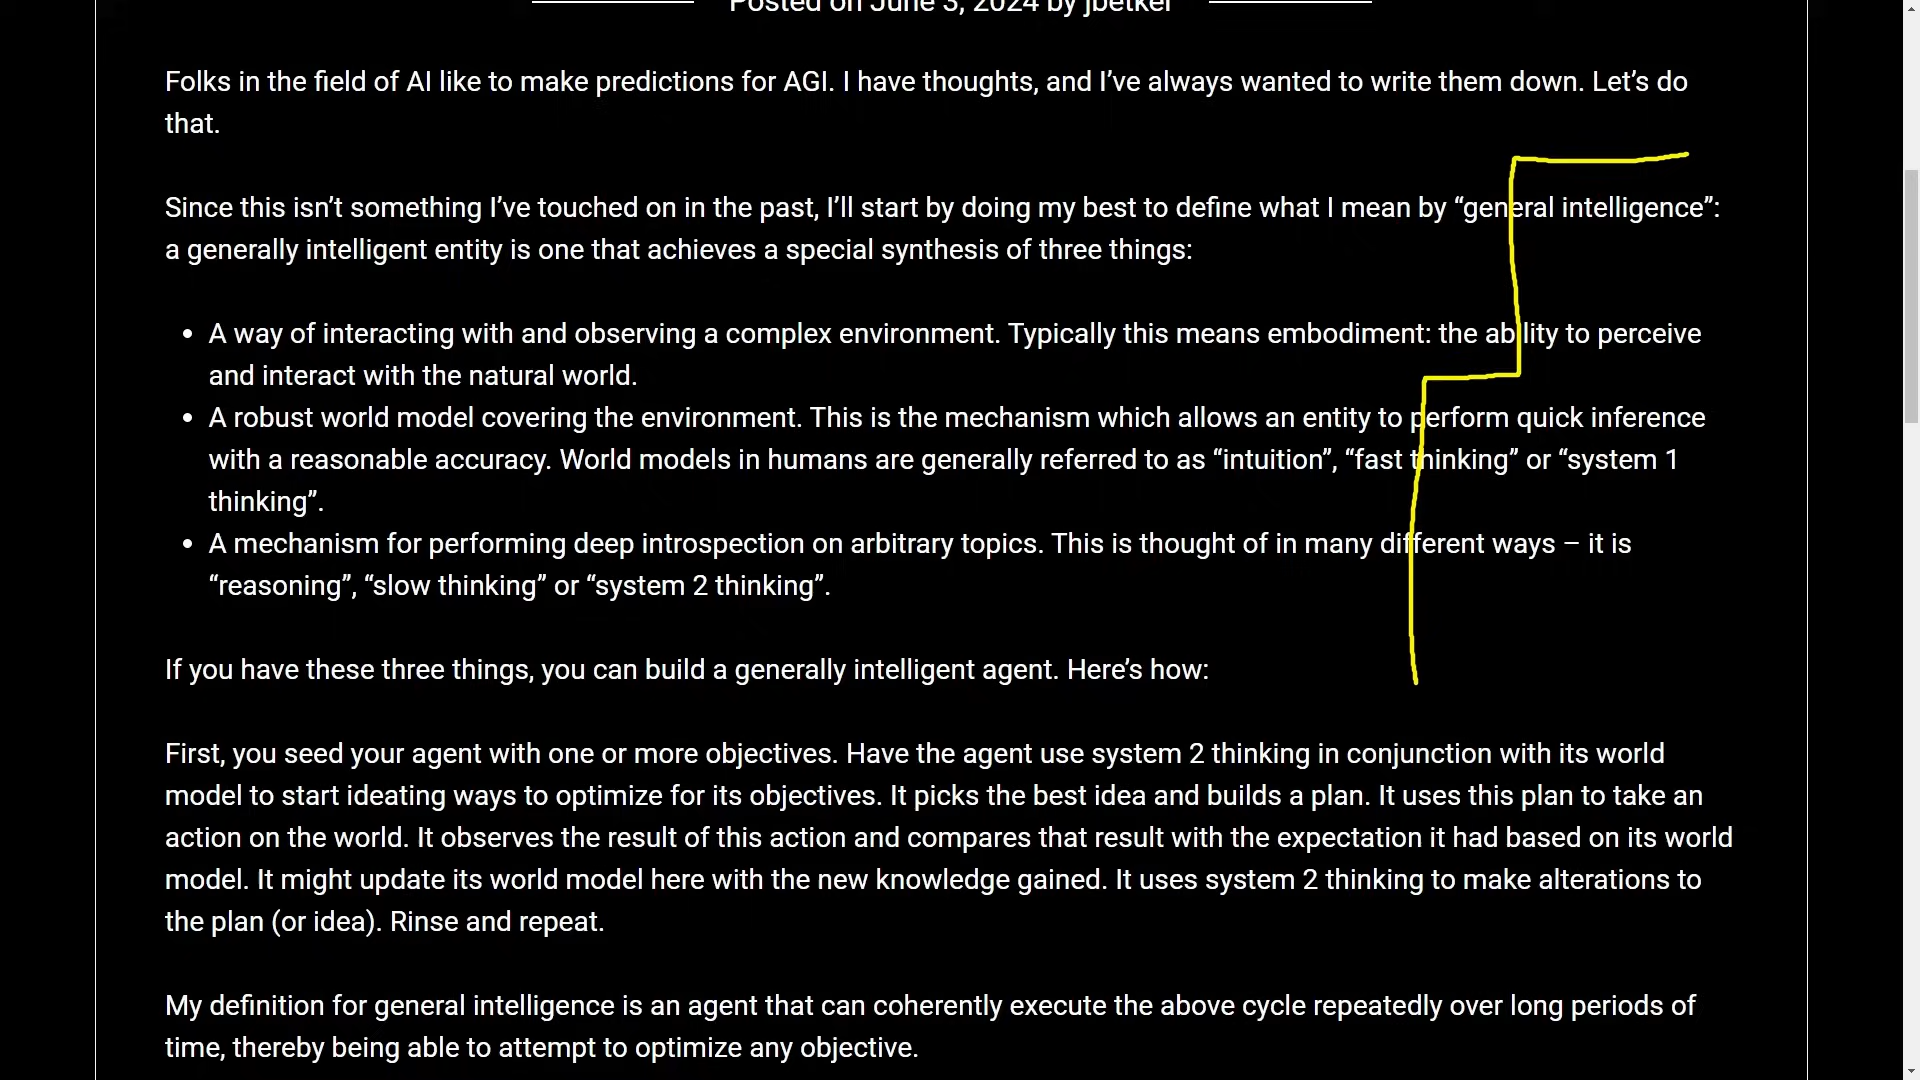 Posted on June 3, 2024 by jbetker
Folks in the field of AI like to make predictions for AGI. I have thoughts, and I’ve always wanted to write them down. Let’s do
that.
Since this isn’t something I’ve touched on in the past, I’ll start by doing my best to define what I mean by “general intelligence”:
a generally intelligent entity is one that achieves a special synthesis of three things:
• A way of interacting with and observing a complex environment. Typically this means embodiment: the ability to perceive
and interact with the natural world.
• A robust world model covering the environment. This is the mechanism which allows an entity to perform quick inference
with a reasonable accuracy. World models in humans are generally referred to as “intuition”, “fast thinking” or “system 1
thinking”.
• A mechanism for performing deep introspection on arbitrary topics. This is thought of in many different ways – it is
“reasoning”, “slow thinking” or “system 2 thinking”.
If you have these three things, you can build a generally intelligent agent. Here’s how:
First, you seed your agent with one or more objectives. Have the agent use system 2 thinking in conjunction with its world
model to start ideating ways to optimize for its objectives. It picks the best idea and builds a plan. It uses this plan to take an
action on the world. It observes the result of this action and compares that result with the expectation it had based on its world
model. It might update its world model here with the new knowledge gained. It uses system 2 thinking to make alterations to
the plan (or idea). Rinse and repeat.
My definition for general intelligence is an agent that can coherently execute the above cycle repeatedly over long periods of
time, thereby being able to attempt to optimize any objective.